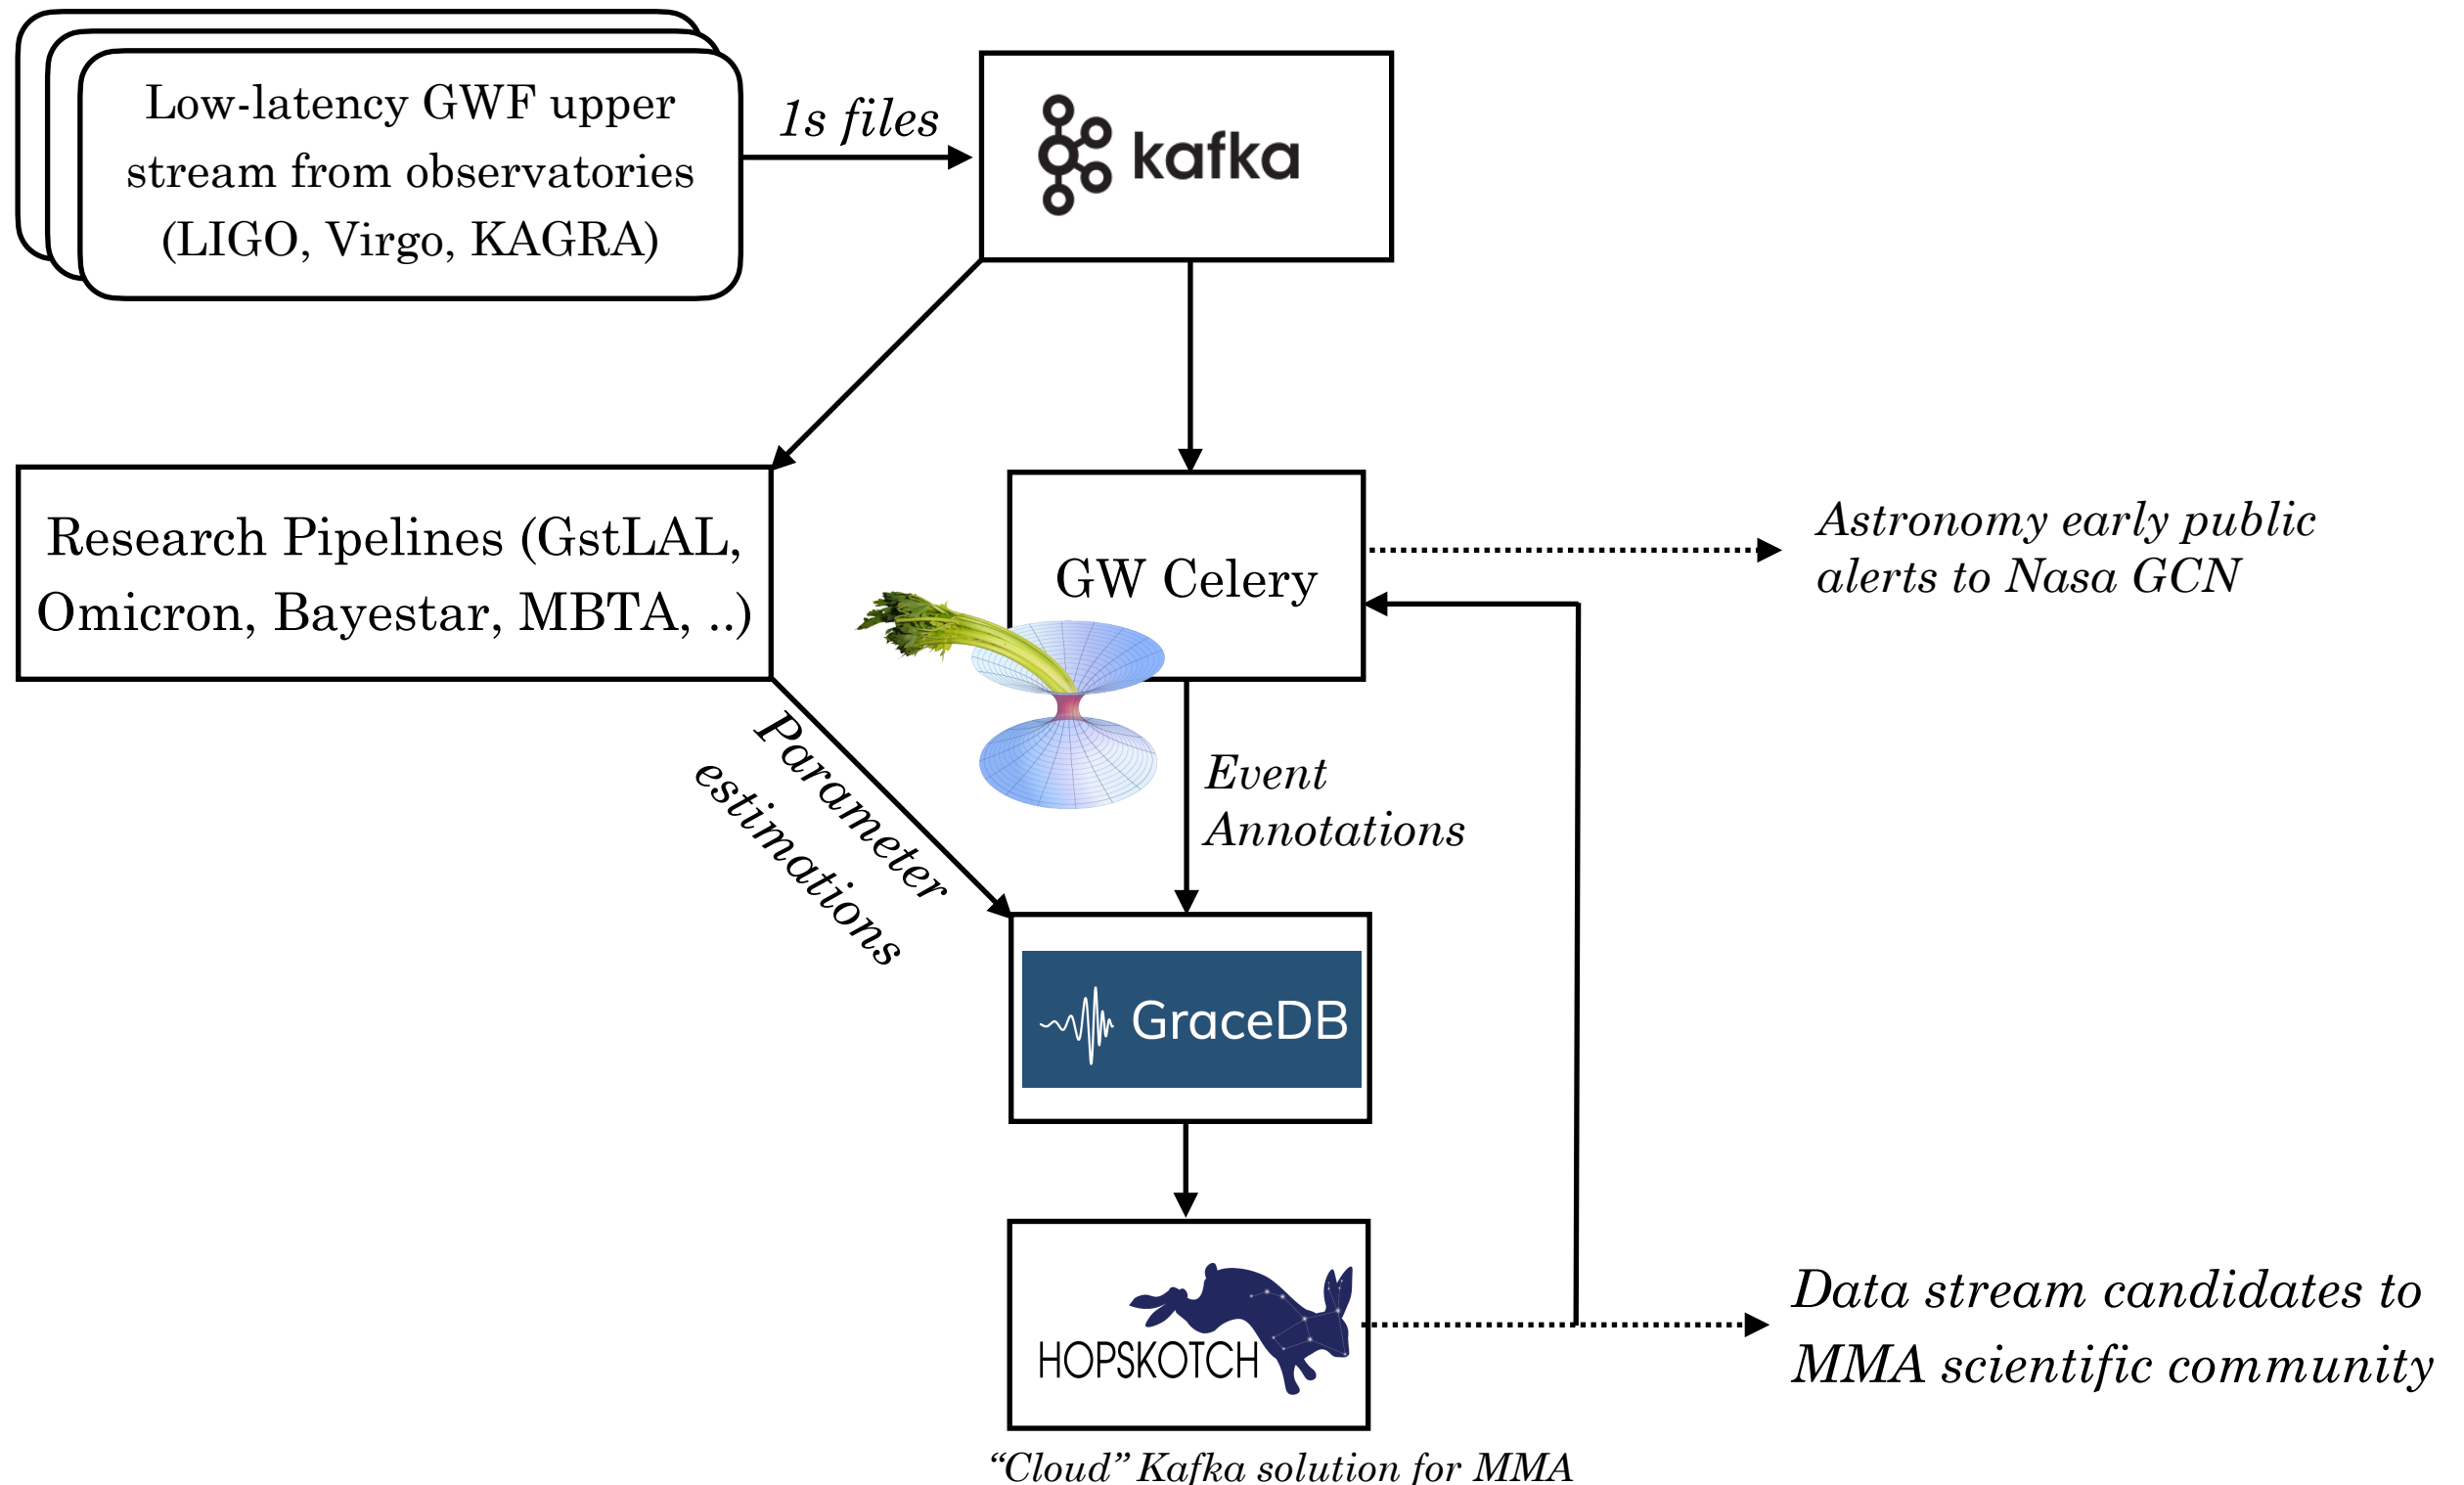 Low-latency GWF upper
stream from observatories
(LIGO, Virgo, KAGRA)
1s files
kafka
Research Pipelines (GstLAL,
Omicron, Bayestar, MBTA, ..)
GW Celery
Astronomy early public
alerts to Nasa GCN
Parameter
estimations
Event
Annotations
GraceDB
HOPSKOTCH
Data stream candidates to
MMA scientific community
“Cloud” Kafka solution for MMA